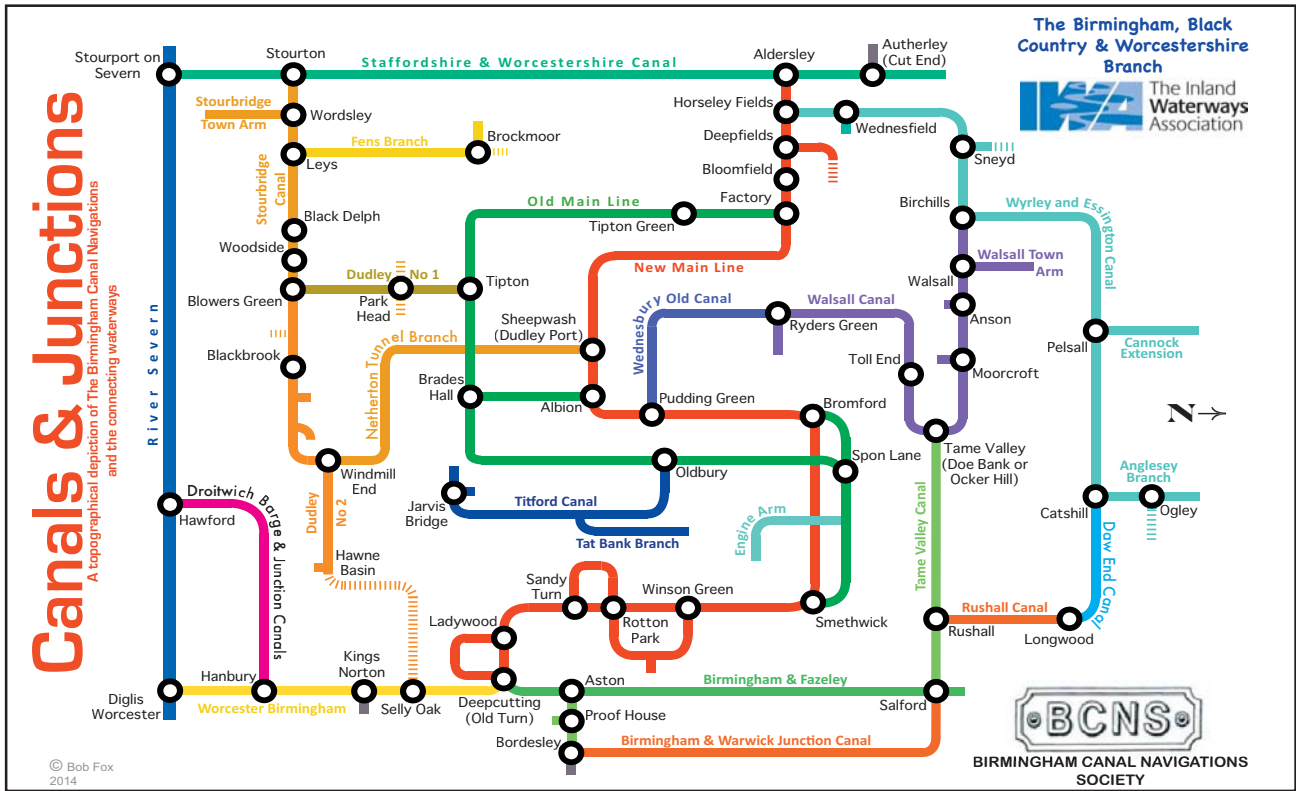 Canals & Junctions
A topographical depiction of The Birmingham Canal Navigations
and the connecting waterways
The Birmingham, Black
Country & Worcestershire
Branch
IWA
The Inland
Waterways
Association
Stourport on
Severn
Stourton
Staffordshire & Worcestershire Canal
Aldersley
Autherley
(Cut End)
Stourbridge
Town Arm
Wordsley
Horseley Fields
Wednesfield
Fens Branch
Brockmoor
Leys
Deepfields
Sneyd
Stourbridge
Canal
Bloomfield
Black Delph
Old Main Line
Tipton Green
Factory
Birchills
Wyrley and Essington Canal
Woodside
New Main Line
Walsall Town
Arm
Walsall
Dudley No 1
Tipton
Blowers Green
Park
Head
Wednesbury Old Canal
Walsall Canal
Ryders Green
Anson
River Severn
Sheepwash
(Dudley Port)
Pelsall
Cannock
Extension
Netherton Tunnel Branch
Blackbrook
Toll End
Moorcroft
Brades
Hall
Albion
Pudding Green
Bromford
N
Tame Valley
(Doe Bank or
Ocker Hill)
Spon Lane
Windmill
End
Oldbury
Anglesey
Branch
Catshill
Ogley
Droitwich Barge & Junction Canals
Hawford
Dudley
No 2
Jarvis
Bridge
Titford Canal
Tat Bank Branch
Engine Arm
Tame Valley Canal
Daw End Canal
Hawne
Basin
Sandy
Turn
Winson Green
Rotton
Park
Smethwick
Rushall Canal
Rushall
Longwood
Ladywood
Hanbury
Kings
Norton
Selly Oak
Worcester Birmingham
Diglis
Worcester
Deepcutting
(Old Turn)
Aston
Birmingham & Fazeley
Salford
Proof House
Bordesley
Birmingham & Warwick Junction Canal
BCNS
BIRMINGHAM CANAL NAVIGATIONS
SOCIETY
© Bob Fox
2014